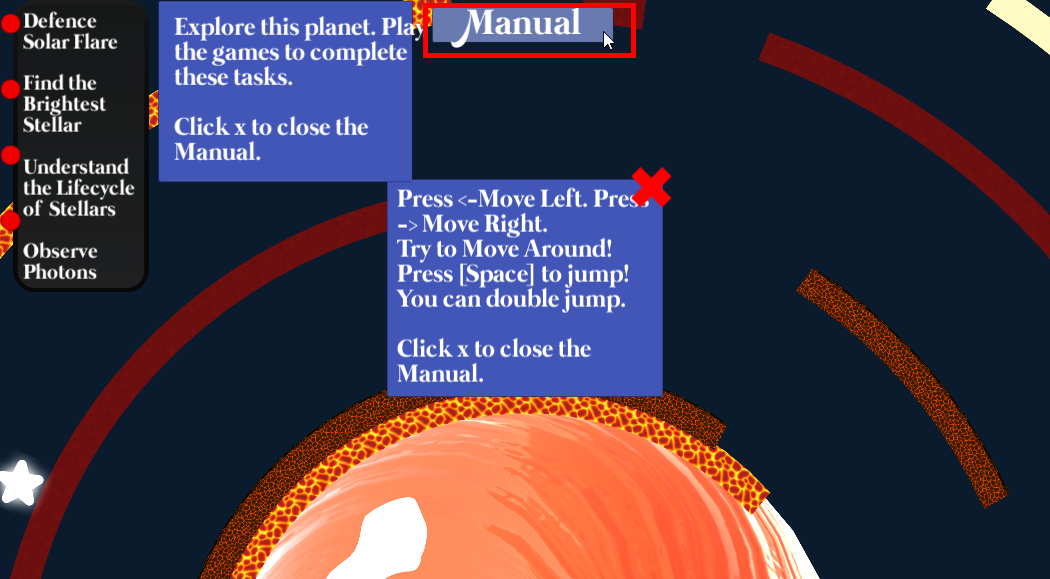 Defence
Solar Flare
Find the
Brightest
Stellar
Understand
the Lifecycle
of Stellars
Observe
Photons
Explore this planet. Play
the games to complete
these tasks.
Click x to close the
Manual.
Manual
Press <-Move Left. Press
-> Move Right.
Try to Move Around!
Press [Space] to jump!
You can double jump.
Click x to close the
Manual.